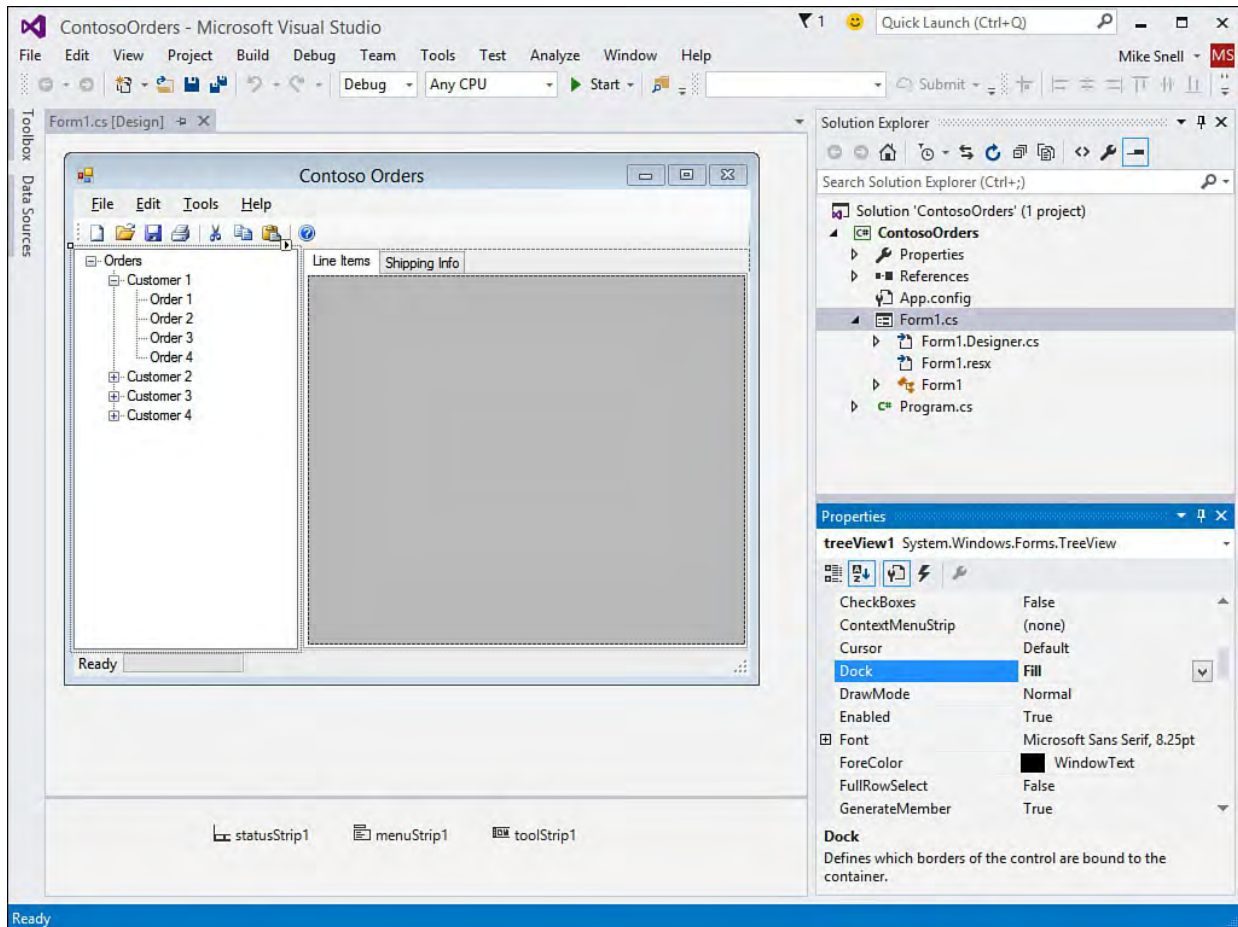 ContosoOrders - Microsoft Visual Studio
1
Quick Launch (Ctrl+Q)
File Edit View Project Build Debug Team Tools Test Analyze Window Help
Mike Snell
MS
Debug
Any CPU
Start
Submit
Toolbox
Data Sources
Form1.cs [Design]
Contoso Orders
File Edit Tools Help
Orders
Customer 1
Order 1
Order 2
Order 3
Order 4
Customer 2
Customer 3
Customer 4
Line Items
Shipping Info
Ready
statusStrip1
menuStrip1
toolStrip1
Solution Explorer
Search Solution Explorer (Ctrl+;)
Solution 'ContosoOrders' (1 project)
C# ContosoOrders
Properties
References
App.config
Form1.cs
Form1.Designer.cs
Form1.resx
Form1
C# Program.cs
Properties
treeView1 System.Windows.Forms.TreeView
CheckBoxes False
ContextMenuStrip (none)
Cursor Default
Dock Fill
DrawMode Normal
Enabled True
Font Microsoft Sans Serif, 8.25pt
ForeColor WindowText
FullRowSelect False
GenerateMember True
Dock
Defines which borders of the control are bound to the
container.
Ready